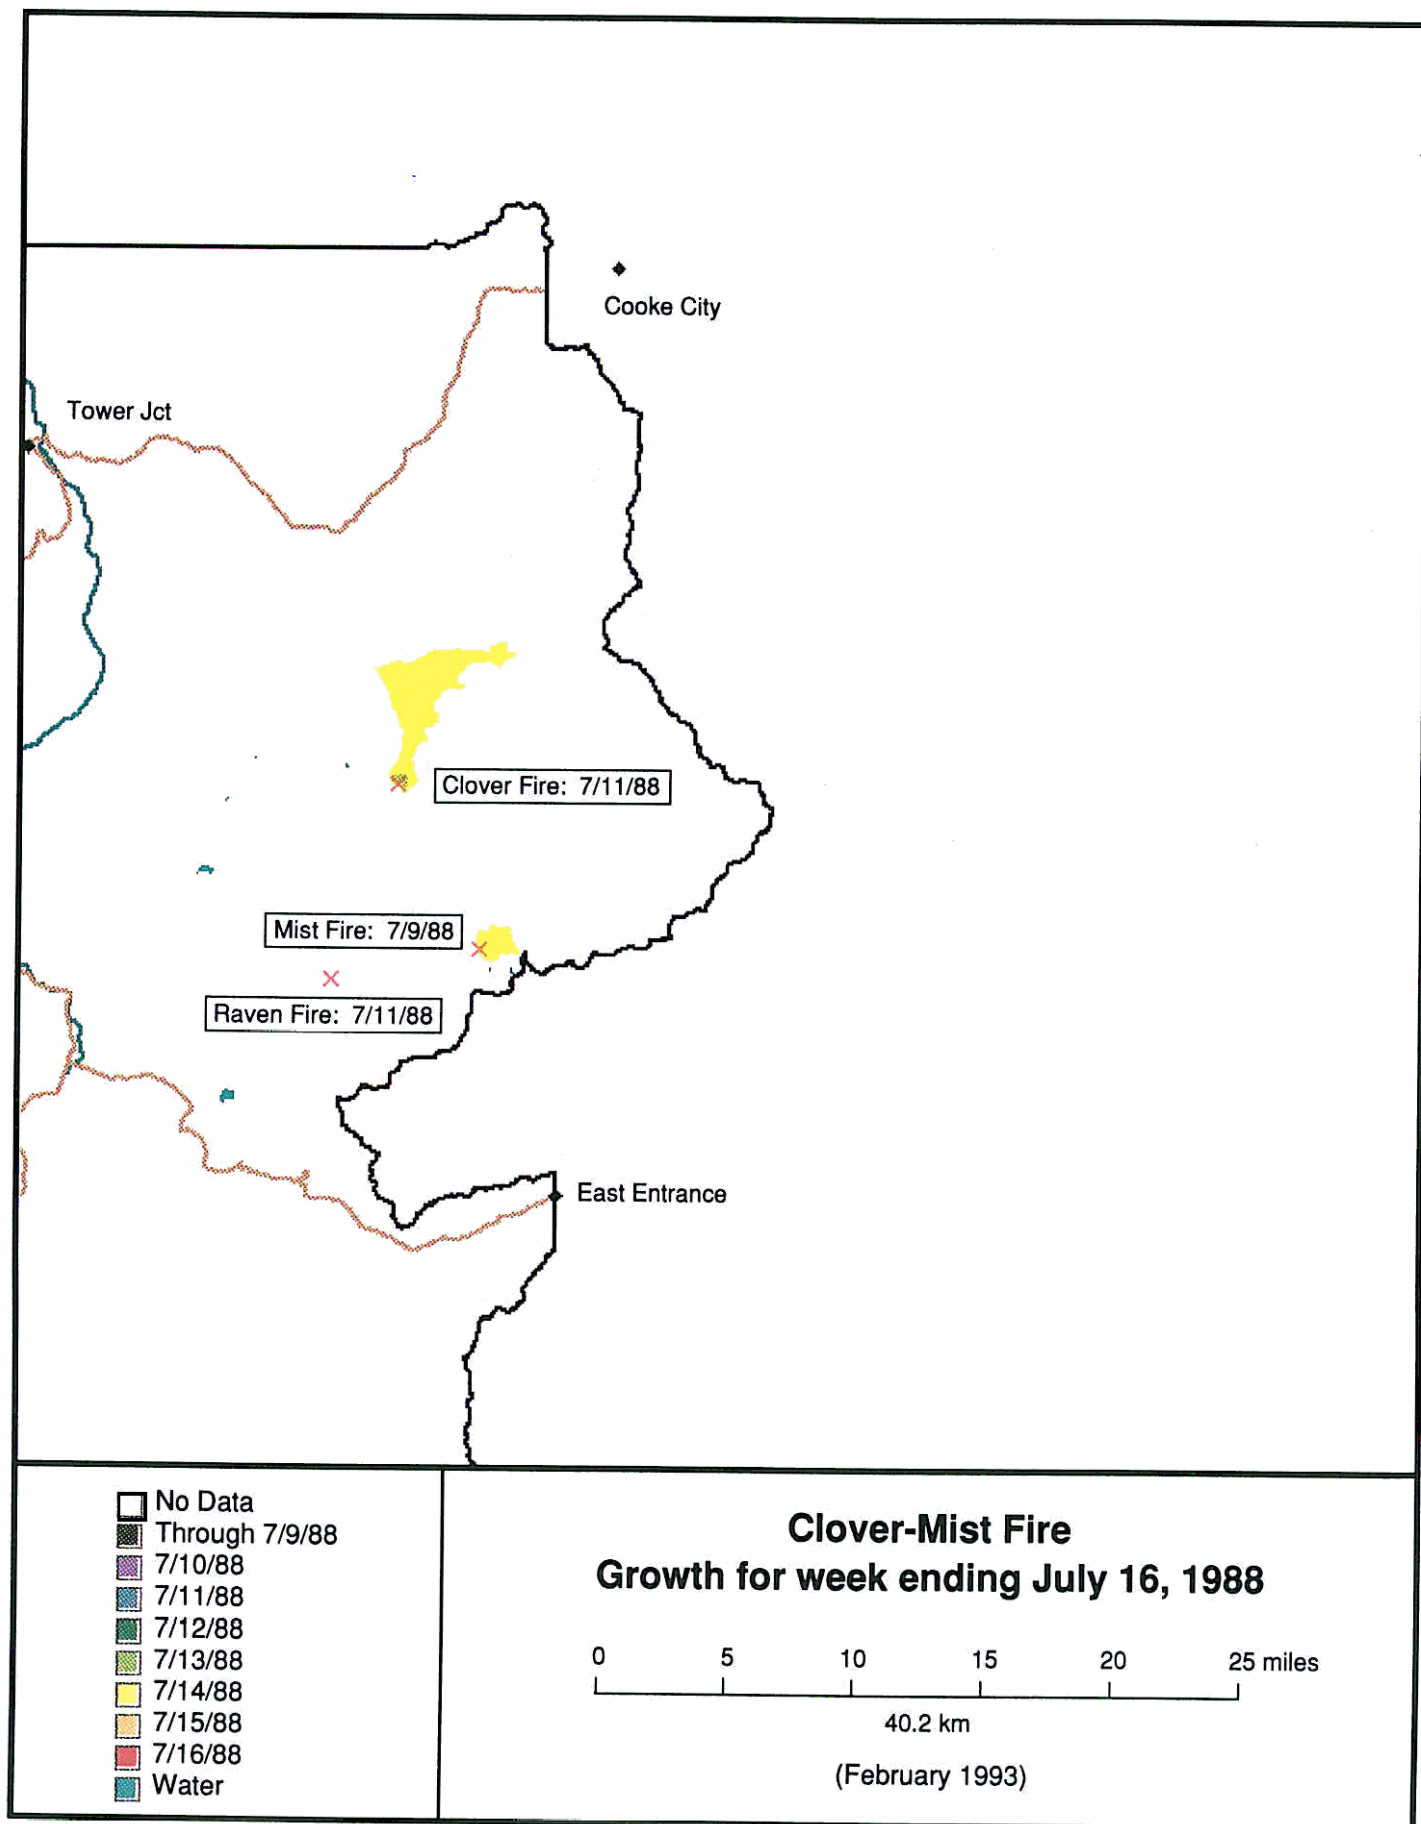 Cooke City
Tower Jct
Clover Fire: 7/11/88
Mist Fire: 7/9/88
Raven Fire: 7/11/88
East Entrance
No Data
Through 7/9/88
7/10/88
7/11/88
7/12/88
7/13/88
7/14/88
7/15/88
7/16/88
Water
Clover-Mist Fire
Growth for week ending July 16, 1988
0 5 10 15 20 25 miles
40.2 km
(February 1993)